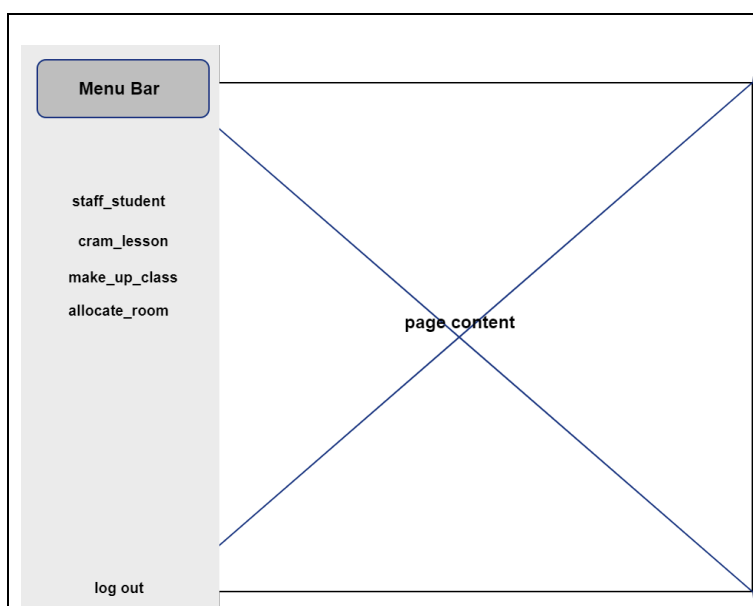 Menu Bar
staff_student
cram_lesson
make_up_class
allocate_room
page content
log out